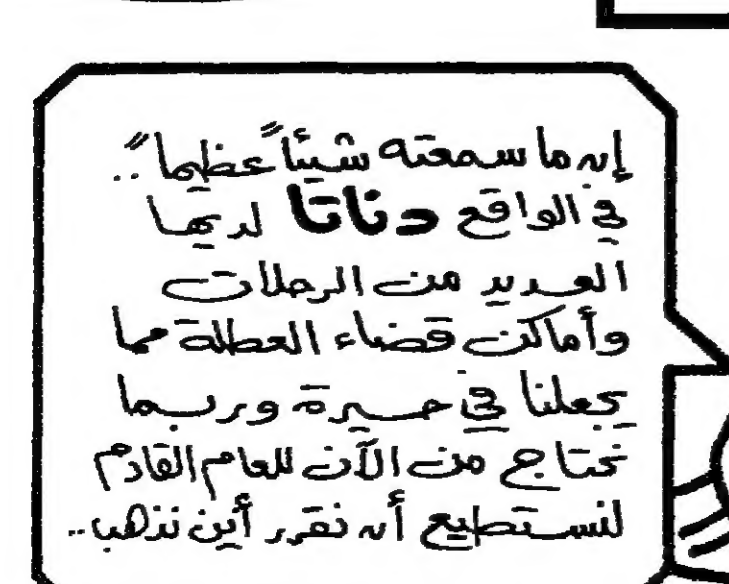 إن ما سمعته شيئاً عظيماً..
في الواقع دناتا لديها
العديد من الرحلات
وأماكن قضاء العطلة مما
يجعلنا في حيرة وربما
نحتاج من الآن للعام القادم
لنستطيع أن نقرر أين نذهب..